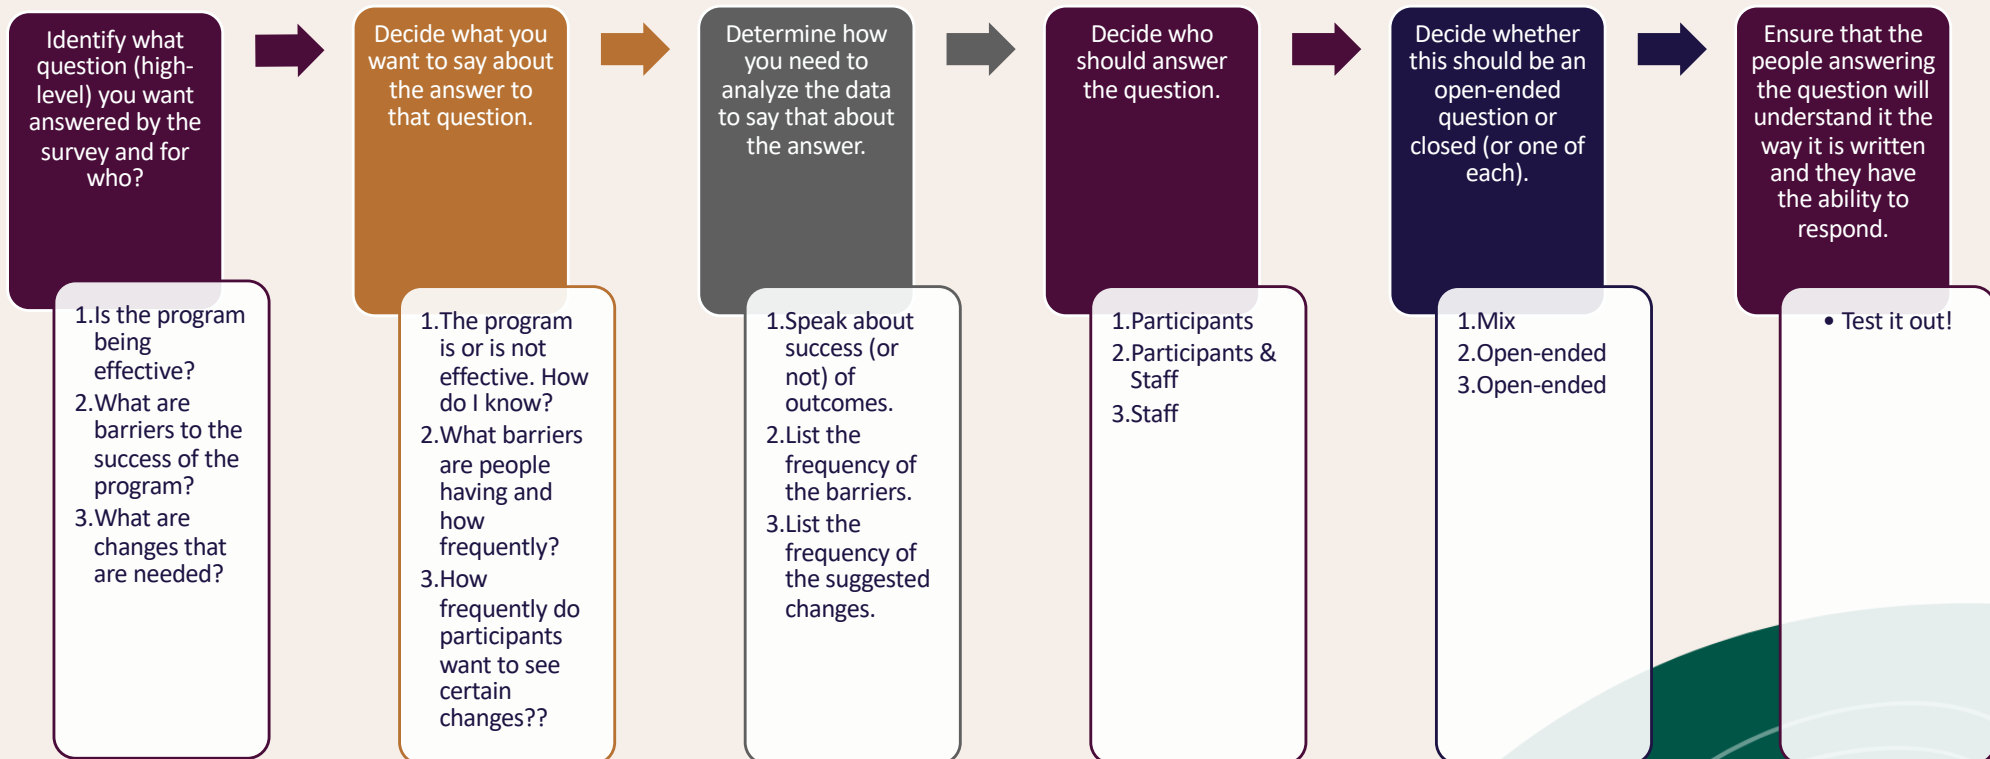 Identify what
question (high-
level) you want
answered by the
survey and for
who?
1.Is the program
being
effective?
2.What are
barriers to the
success of the
program?
3.What are
changes that
are needed?
Decide what you
want to say about
the answer to
that question.
1.The program
is or is not
effective. How
do I know?
2.What barriers
are people
having and
how
frequently?
3.How
frequently do
participants
want to see
certain
changes??
Determine how
you need to
analyze the data
to say that about
the answer.
1.Speak about
success (or
not) of
outcomes.
2.List the
frequency of
the barriers.
3.List the
frequency of
the suggested
changes.
Decide who
should answer
the question.
1.Participants
2.Participants &
Staff
3.Staff
Decide whether
this should be an
open-ended
question or
closed (or one of
each).
1.Mix
2.Open-ended
3.Open-ended
Ensure that the
people answering
the question will
understand it the
way it is written
and they have
the ability to
respond.
• Test it out!